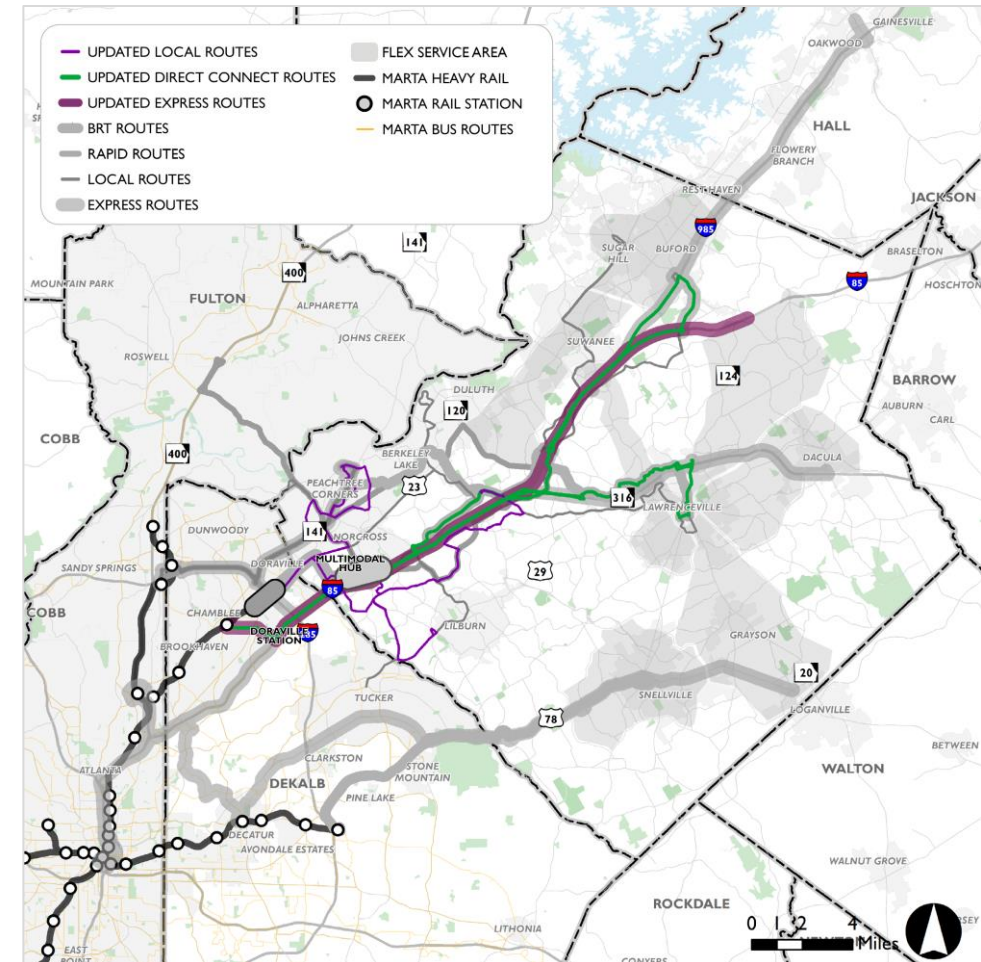 UPDATED LOCAL ROUTES
UPDATED DIRECT CONNECT ROUTES
UPDATED EXPRESS ROUTES
BRT ROUTES
RAPID ROUTES
LOCAL ROUTES
EXPRESS ROUTES
FLEX SERVICE AREA
MARTA HEAVY RAIL
MARTA RAIL STATION
MARTA BUS ROUTES
GAINESVILLE
OAKWOOD
HALL
FLOWERY
BRANCH
REST HAVEN
JACKSON
985
141
SUGAR
HILL
BUFORD
BRASELTON
400
85
HOSCHTON
MOUNTAIN PARK
FULTON
ALPHARETTA
JOHNS CREEK
SUWANEE
ROSWELL
124
DULUTH
BARROW
120
AUBURN
CARL
COBB
400
BERKELEY
LAKE
DACULA
PEACHTREE
CORNERS
23
316
LAWRENCEVILLE
DUNWOODY
141
NORCROSS
SANDY SPRINGS
DORAVILLE
MULTIMODAL
HUB
29
85
COBB
CHAMBLEE
DORAVILLE
STATION
LILBURN
BROOKHAVEN
GRAYSON
TUCKER
20
SNELLVILLE
LOGANVILLE
78
BETWEEN
CLARKSTON
ATLANTA
STONE
MOUNTAIN
WALTON
DEKALB
PINE LAKE
DECATUR
AVONDALE ESTATES
WALNUT GROVE
ROCKDALE
LITHONIA
0 1 2 4
Miles
EAST
POINT
CONYERS